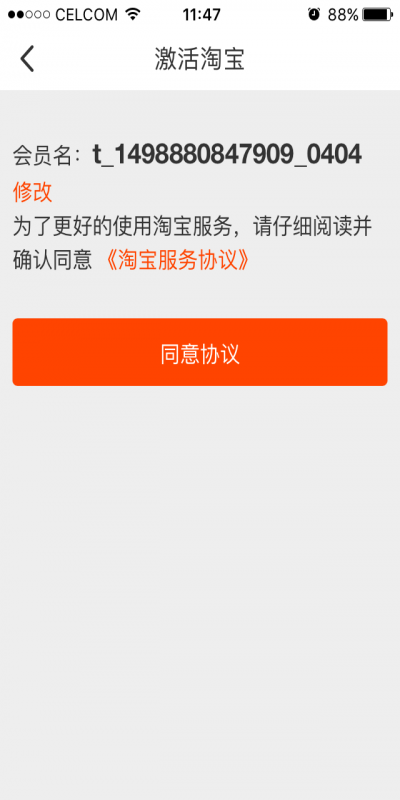 CELCOM 11:47 88%
激活淘宝
会员名：t_1498880847909_0404
修改
为了更好的使用淘宝服务，请仔细阅读并
确认同意《淘宝服务协议》
同意协议